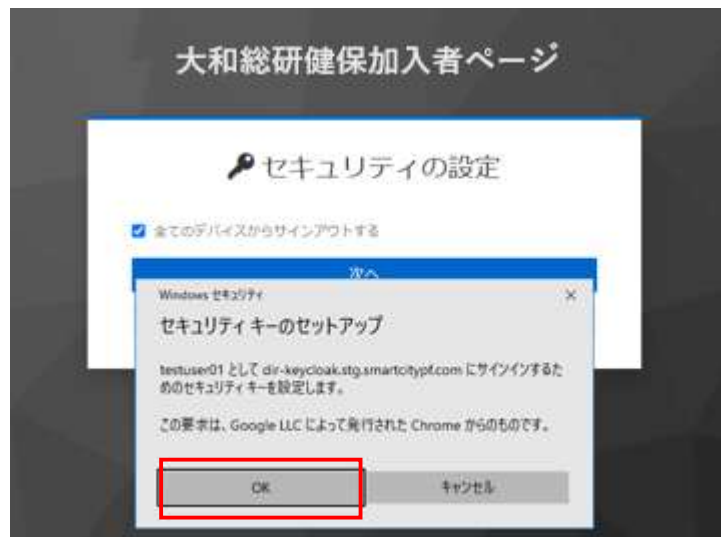 大和総研健保加入者ページ
セキュリティの設定
全てのデバイスからサインアウトする
次へ
Windows セキュリティ
セキュリティ キーのセットアップ
testuser01 として dir-keycloak.stg.smartcitypf.com にサインインするた
めのセキュリティ キーを設定します。
この要求は、Google LLC によって発行された Chrome からのものです。
OK
キャンセル